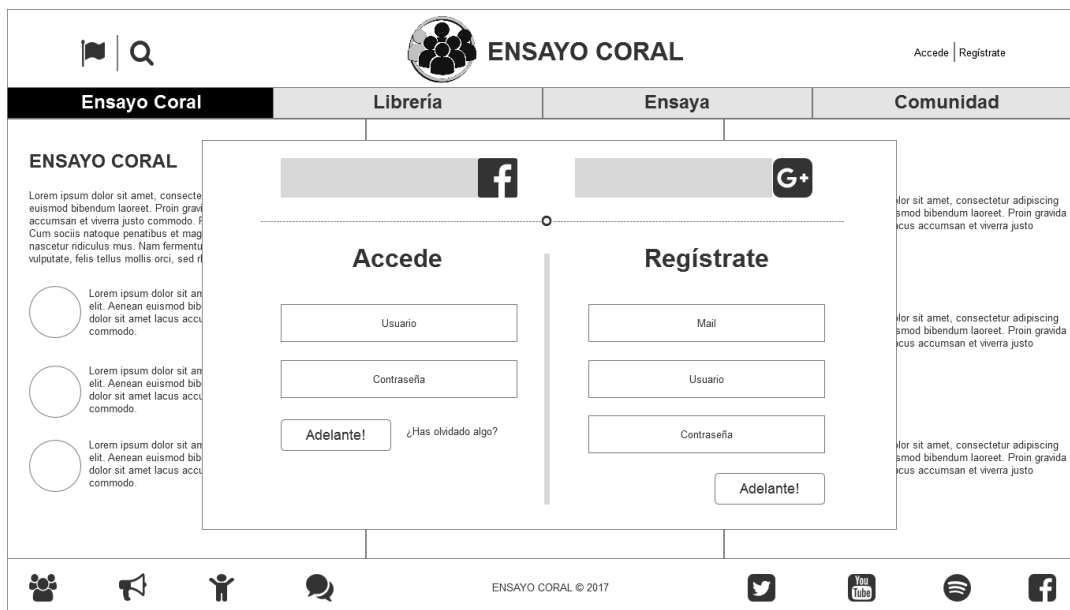 ENSAYO CORAL
Accede Regístrate
Ensayo Coral Librería Ensaya Comunidad
ENSAYO CORAL
Lorem ipsum dolor sit amet, consecte
euismod bibendum laoreet. Proin gravi
accumsan et viverra justo commodo.
Cum sociis natoque penatibus et mag
nascetur ridiculus mus. Nam fermentu
vulputate, felis tellus mollis orci, sed
Lorem ipsum dolor sit am
elit. Aenean euismod bib
dolor sit amet lacus accu
commodo.
Lorem ipsum dolor sit am
elit. Aenean euismod bib
dolor sit amet lacus accu
commodo.
Lorem ipsum dolor sit am
elit. Aenean euismod bib
dolor sit amet lacus accu
commodo.
f
G+
Accede
Usuario
Contraseña
Adelante! ¿Has olvidado algo?
Regístrate
Mail
Usuario
Contraseña
Adelante!
lor sit amet, consectetur adipiscing
smod bibendum laoreet. Proin gravida
cus accumsan et viverra justo
lor sit amet, consectetur adipiscing
smod bibendum laoreet. Proin gravida
cus accumsan et viverra justo
lor sit amet, consectetur adipiscing
smod bibendum laoreet. Proin gravida
cus accumsan et viverra justo
ENSAYO CORAL © 2017
You
Tube
f